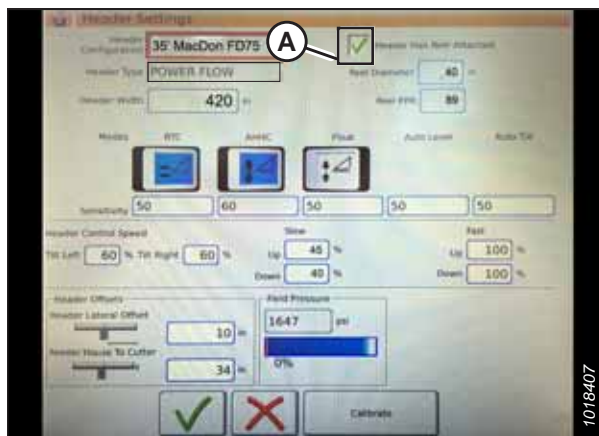 Header Settings
Header Configuration 35' MacDon FD75 A Header Has Reel Attached
Header Type POWER FLOW Reel Diameter 40 in
Header Width 420 in Reel PPR 89
Modes RTC AHHC Float Auto Level Auto Tilt
Sensitivity 50 60 50 50 50
Header Control Speed Slow Fast
Tilt Left 60 % Tilt Right 60 % Up 45 % Up 100 %
Down 40 % Down 100 %
Header Offsets Field Pressure
Header Lateral Offset 1647 psi
10 in
Feeder House To Cutter 0%
34 in
Calibrate
1018407